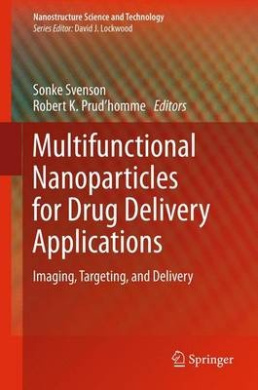 Nanostructure Science and Technology
Series Editor: David J. Lockwood
Sonke Svenson
Robert K. Prud'homme Editors
Multifunctional
Nanoparticles
for Drug Delivery
Applications
Imaging, Targeting, and Delivery
Springer